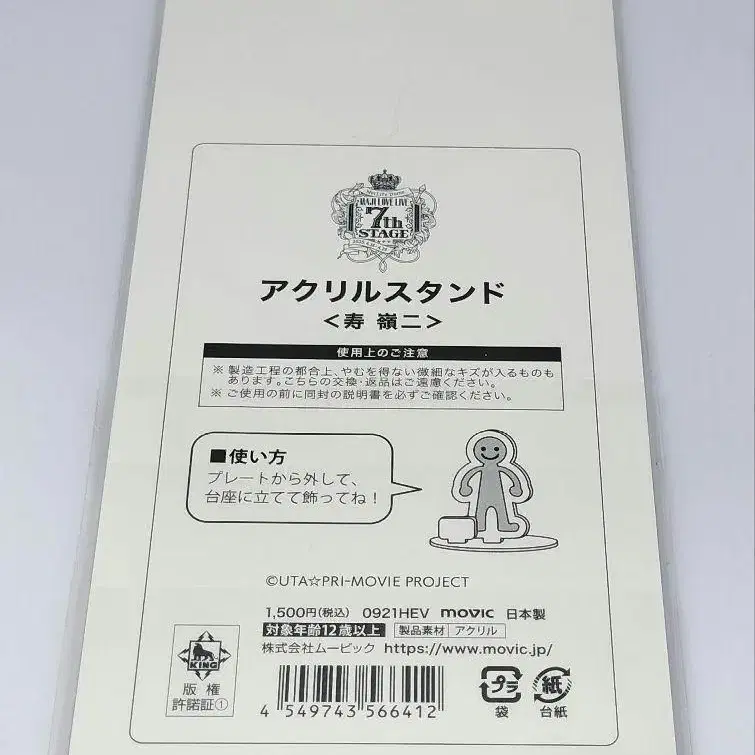 MAJI LOVE LIVE
7th
STAGE
アクリルスタンド
＜寿 嶺二＞
使用上のご注意
※ 製造工程の都合上、やむを得ない微細なキズが入るものも
あります。こちらの交換・返品はご遠慮ください。
※ ご使用の前に同封の説明書を必ずご確認ください。
■使い方
プレートから外して、
台座に立てて飾ってね！
©UTA☆PRI-MOVIE PROJECT
1,500円(税込) 0921HEV movic 日本製
対象年齢12歳以上 製品素材 アクリル
株式会社ムービック https://www.movic.jp/
KING
版権
許諾証①
4 549743 566412
プラ
袋
紙
台紙